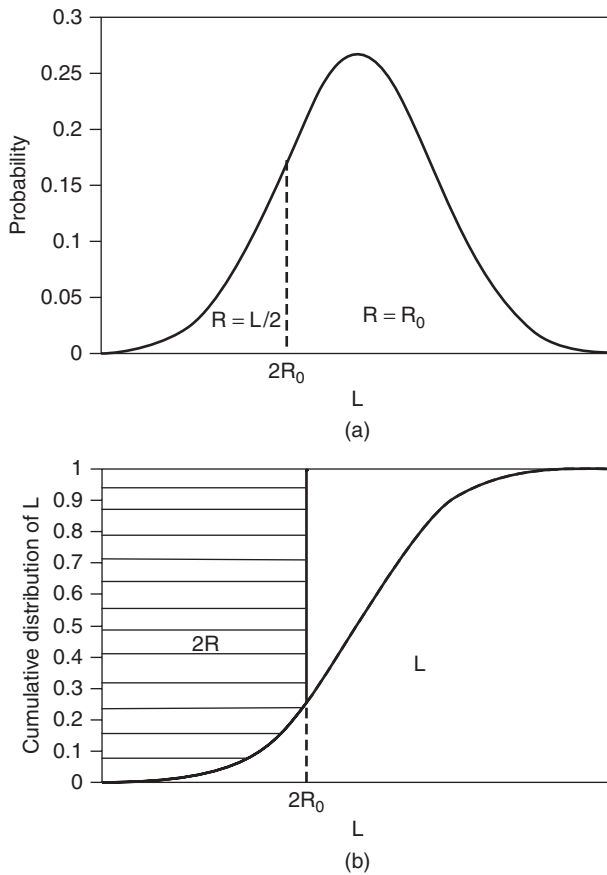 0.3
0.25
0.2
0.15
0.1
0.05
0
Probability
R = L/2
R = R₀
2R₀
L
(a)
1
0.9
0.8
0.7
0.6
0.5
0.4
0.3
0.2
0.1
0
Cumulative distribution of L
2R
L
2R₀
L
(b)